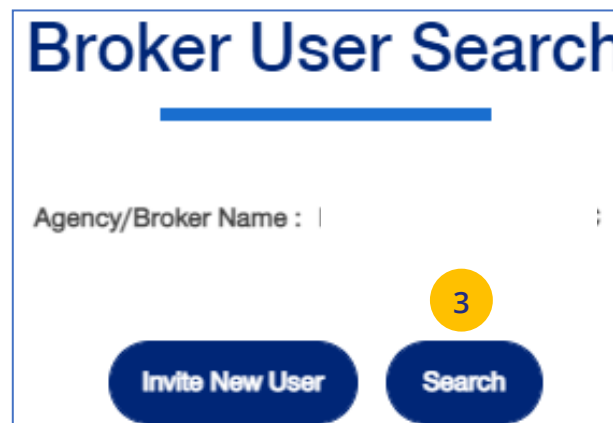 Broker User Search
Agency/Broker Name :
3
Invite New User
Search